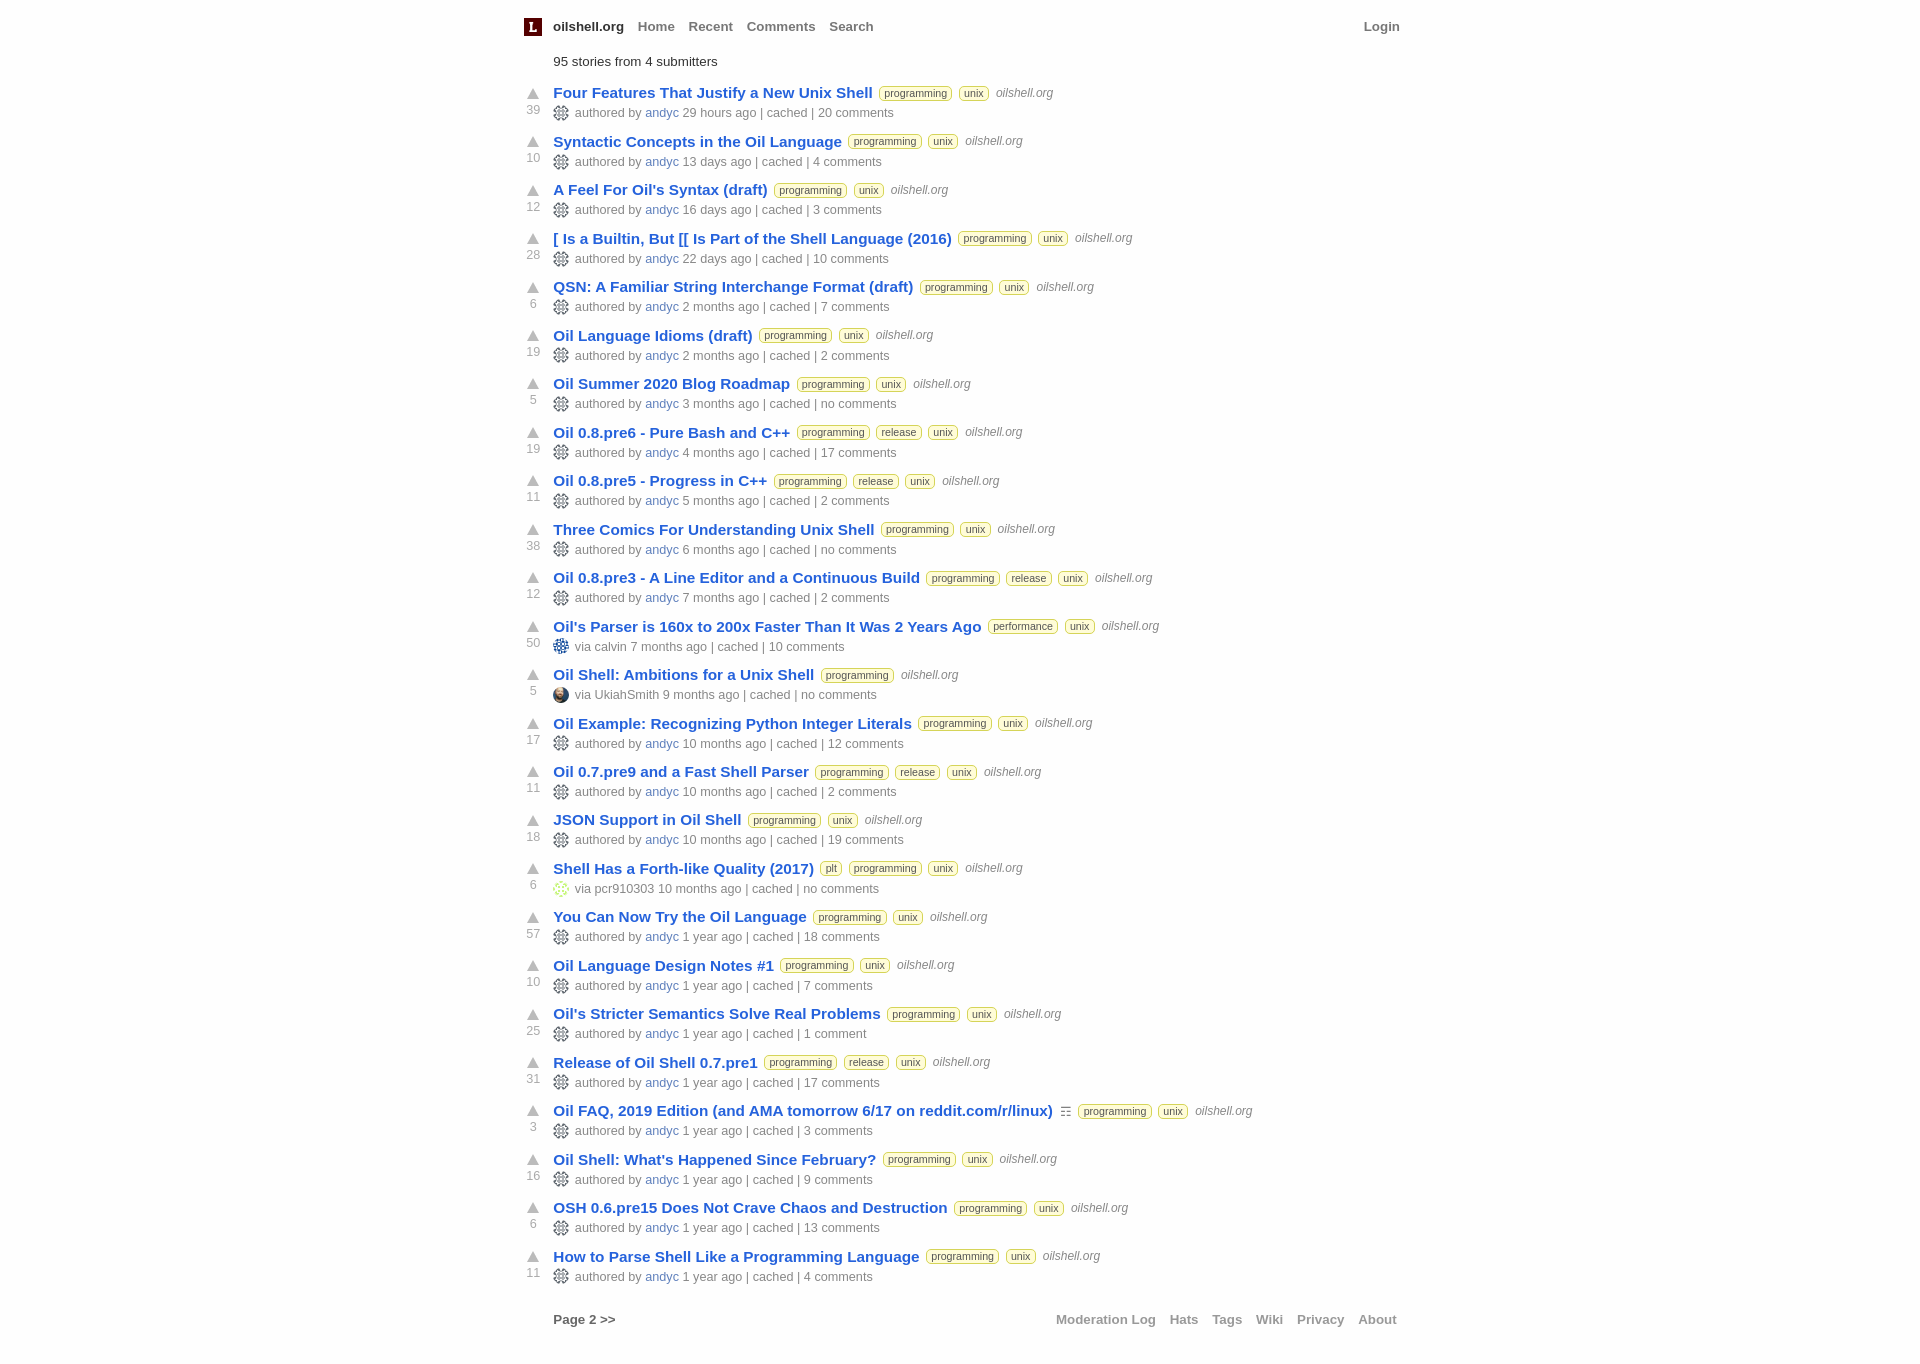 L oilshell.org Home Recent Comments Search Login
95 stories from 4 submitters
Four Features That Justify a New Unix Shell programming unix oilshell.org
39 authored by andyc 29 hours ago | cached | 20 comments
Syntactic Concepts in the Oil Language programming unix oilshell.org
10 authored by andyc 13 days ago | cached | 4 comments
A Feel For Oil's Syntax (draft) programming unix oilshell.org
12 authored by andyc 16 days ago | cached | 3 comments
[ Is a Builtin, But [[ Is Part of the Shell Language (2016) programming unix oilshell.org
28 authored by andyc 22 days ago | cached | 10 comments
QSN: A Familiar String Interchange Format (draft) programming unix oilshell.org
6 authored by andyc 2 months ago | cached | 7 comments
Oil Language Idioms (draft) programming unix oilshell.org
19 authored by andyc 2 months ago | cached | 2 comments
Oil Summer 2020 Blog Roadmap programming unix oilshell.org
5 authored by andyc 3 months ago | cached | no comments
Oil 0.8.pre6 - Pure Bash and C++ programming release unix oilshell.org
19 authored by andyc 4 months ago | cached | 17 comments
Oil 0.8.pre5 - Progress in C++ programming release unix oilshell.org
11 authored by andyc 5 months ago | cached | 2 comments
Three Comics For Understanding Unix Shell programming unix oilshell.org
38 authored by andyc 6 months ago | cached | no comments
Oil 0.8.pre3 - A Line Editor and a Continuous Build programming release unix oilshell.org
12 authored by andyc 7 months ago | cached | 2 comments
Oil's Parser is 160x to 200x Faster Than It Was 2 Years Ago performance unix oilshell.org
50 via calvin 7 months ago | cached | 10 comments
Oil Shell: Ambitions for a Unix Shell programming oilshell.org
5 via UkiahSmith 9 months ago | cached | no comments
Oil Example: Recognizing Python Integer Literals programming unix oilshell.org
17 authored by andyc 10 months ago | cached | 12 comments
Oil 0.7.pre9 and a Fast Shell Parser programming release unix oilshell.org
11 authored by andyc 10 months ago | cached | 2 comments
JSON Support in Oil Shell programming unix oilshell.org
18 authored by andyc 10 months ago | cached | 19 comments
Shell Has a Forth-like Quality (2017) plt programming unix oilshell.org
6 via pcr910303 10 months ago | cached | no comments
You Can Now Try the Oil Language programming unix oilshell.org
57 authored by andyc 1 year ago | cached | 18 comments
Oil Language Design Notes #1 programming unix oilshell.org
10 authored by andyc 1 year ago | cached | 7 comments
Oil's Stricter Semantics Solve Real Problems programming unix oilshell.org
25 authored by andyc 1 year ago | cached | 1 comment
Release of Oil Shell 0.7.pre1 programming release unix oilshell.org
31 authored by andyc 1 year ago | cached | 17 comments
Oil FAQ, 2019 Edition (and AMA tomorrow 6/17 on reddit.com/r/linux) ☶ programming unix oilshell.org
3 authored by andyc 1 year ago | cached | 3 comments
Oil Shell: What's Happened Since February? programming unix oilshell.org
16 authored by andyc 1 year ago | cached | 9 comments
OSH 0.6.pre15 Does Not Crave Chaos and Destruction programming unix oilshell.org
6 authored by andyc 1 year ago | cached | 13 comments
How to Parse Shell Like a Programming Language programming unix oilshell.org
11 authored by andyc 1 year ago | cached | 4 comments
Page 2 >> Moderation Log Hats Tags Wiki Privacy About